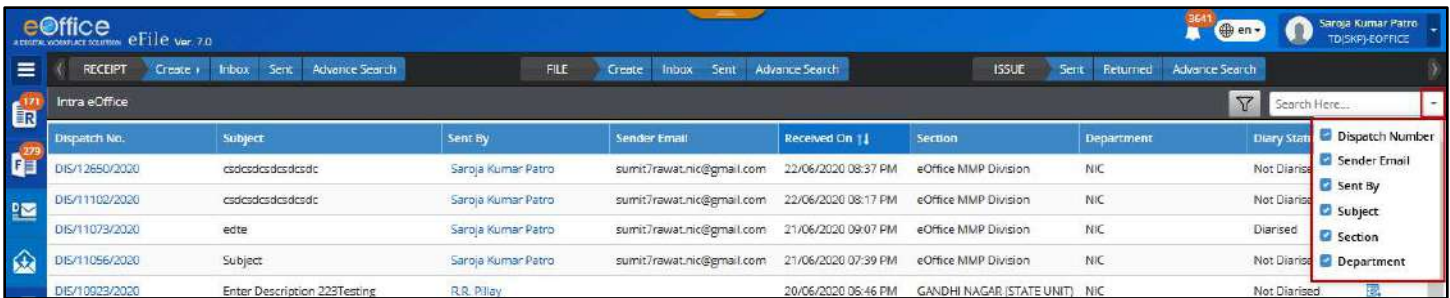 eOffice
A DIGITAL WORKPLACE SOLUTION eFile Ver. 7.0
3641
en
Saroja Kumar Patro
TD(SKP)-EOFFICE
RECEIPT Create Inbox Sent Advance Search FILE Create Inbox Sent Advance Search ISSUE Sent Returned Advance Search
171
R
Intra eOffice Search Here...
Dispatch No. Subject Sent By Sender Email Received On Section Department Diary Stat
279
F
DIS/12650/2020 csdcsdcsdcsdcsdc Saroja Kumar Patro sumit7rawat.nic@gmail.com 22/06/2020 08:37 PM eOffice MMP Division NIC Not Diarise
DIS/11102/2020 csdcsdcsdcsdcsdc Saroja Kumar Patro sumit7rawat.nic@gmail.com 22/06/2020 08:17 PM eOffice MMP Division NIC Not Diarise
D
DIS/11073/2020 edte Saroja Kumar Patro sumit7rawat.nic@gmail.com 21/06/2020 09:07 PM eOffice MMP Division NIC Diarised
DIS/11056/2020 Subject Saroja Kumar Patro sumit7rawat.nic@gmail.com 21/06/2020 07:39 PM eOffice MMP Division NIC Not Diarise
DIS/10923/2020 Enter Description 223Testing R.R. Pillay 20/06/2020 06:46 PM GANDHI NAGAR (STATE UNIT) NIC Not Diarised
Dispatch Number
Sender Email
Sent By
Subject
Section
Department